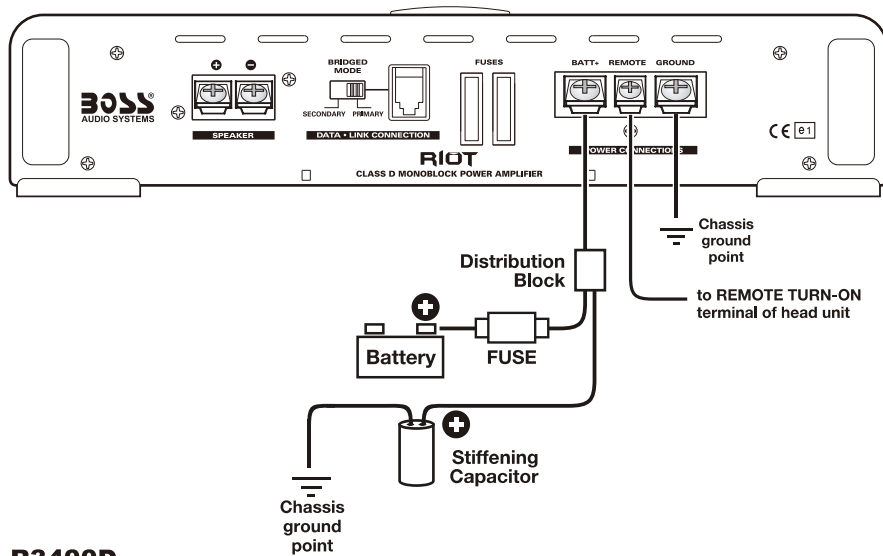 BRIDGED
MODE
FUSES
BATT+ REMOTE GROUND
BOSS
AUDIO SYSTEMS
SECONDARY PRIMARY
SPEAKER
DATA • LINK CONNECTION
POWER CONNECTIONS
CE e1
RIOT
CLASS D MONOBLOCK POWER AMPLIFIER
Chassis
ground
point
Distribution
Block
to REMOTE TURN-ON
terminal of head unit
Battery
FUSE
Stiffening
Capacitor
Chassis
ground
point